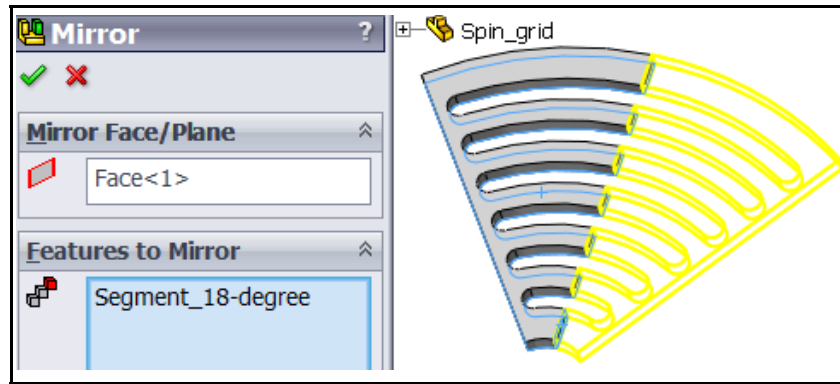 Mirror ?
Spin_grid
Mirror Face/Plane
Face<1>
Features to Mirror
Segment_18-degree